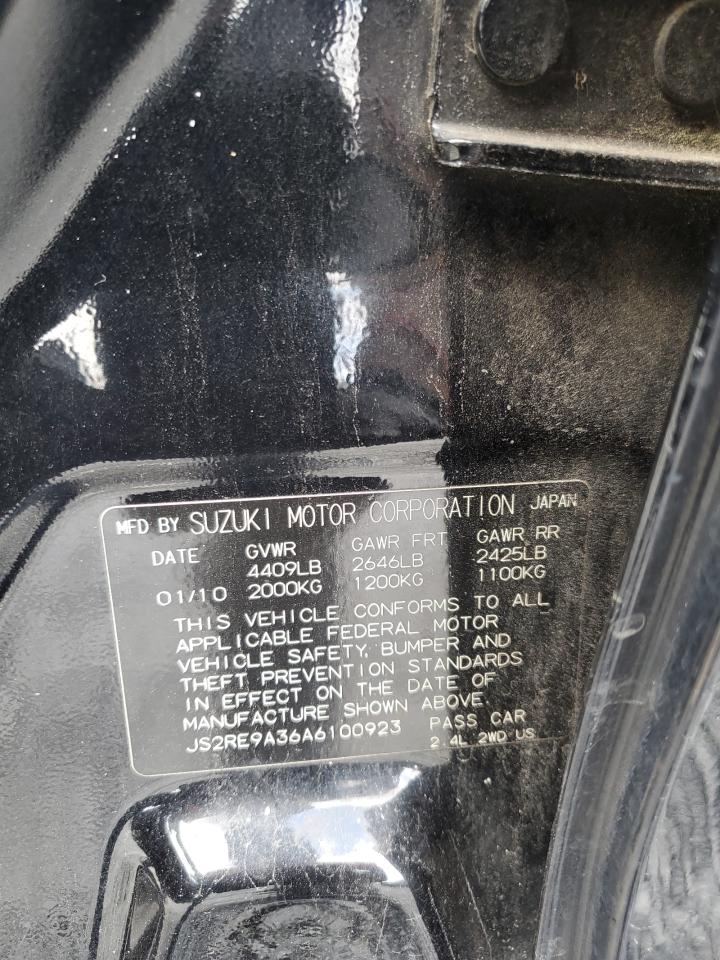 MFD BY SUZUKI MOTOR CORPORATION JAPAN
DATE GVWR GAWR FRT GAWR RR
4409LB 2646LB 2425LB
01/10 2000KG 1200KG 1100KG
THIS VEHICLE CONFORMS TO ALL
APPLICABLE FEDERAL MOTOR
VEHICLE SAFETY, BUMPER AND
THEFT PREVENTION STANDARDS
IN EFFECT ON THE DATE OF
MANUFACTURE SHOWN ABOVE.
JS2RE9A36A6100923 PASS CAR
2.4L 2WD US